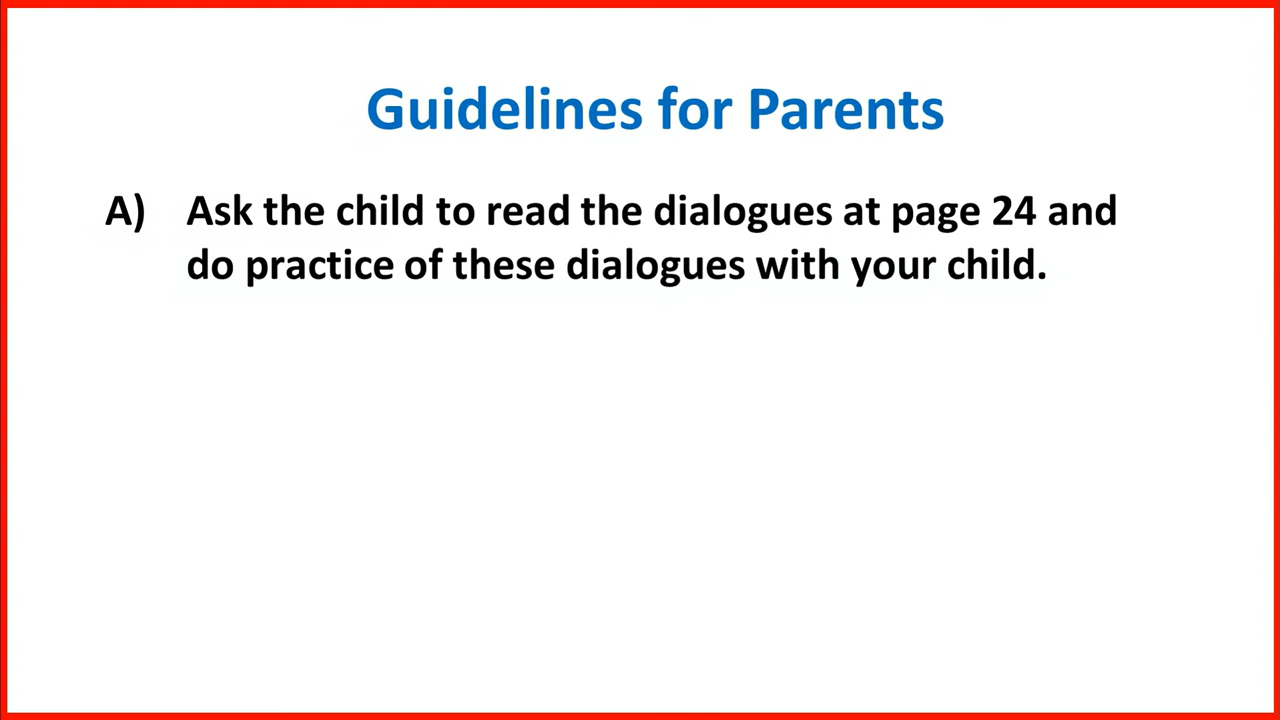 Guidelines for Parents
A) Ask the child to read the dialogues at page 24 and
do practice of these dialogues with your child.